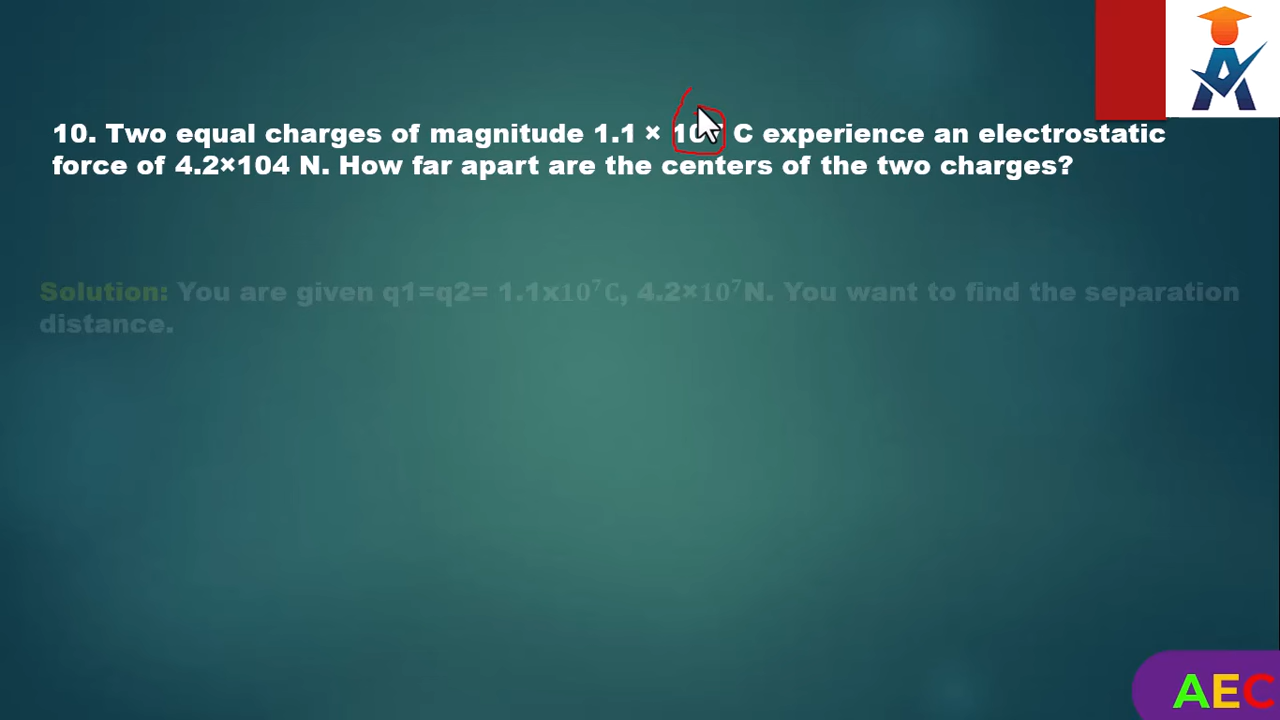 10. Two equal charges of magnitude 1.1 × C experience an electrostatic
force of 4.2×104 N. How far apart are the centers of the two charges?
Solution: You are given q1=q2= 1.1x10⁷C, 4.2×10⁷N. You want to find the separation
distance.
AEC